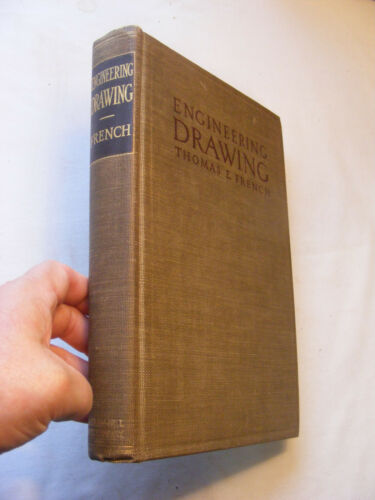 ENGINEERING
DRAWING
FRENCH
ENGINEERING
DRAWING
THOMAS E. FRENCH